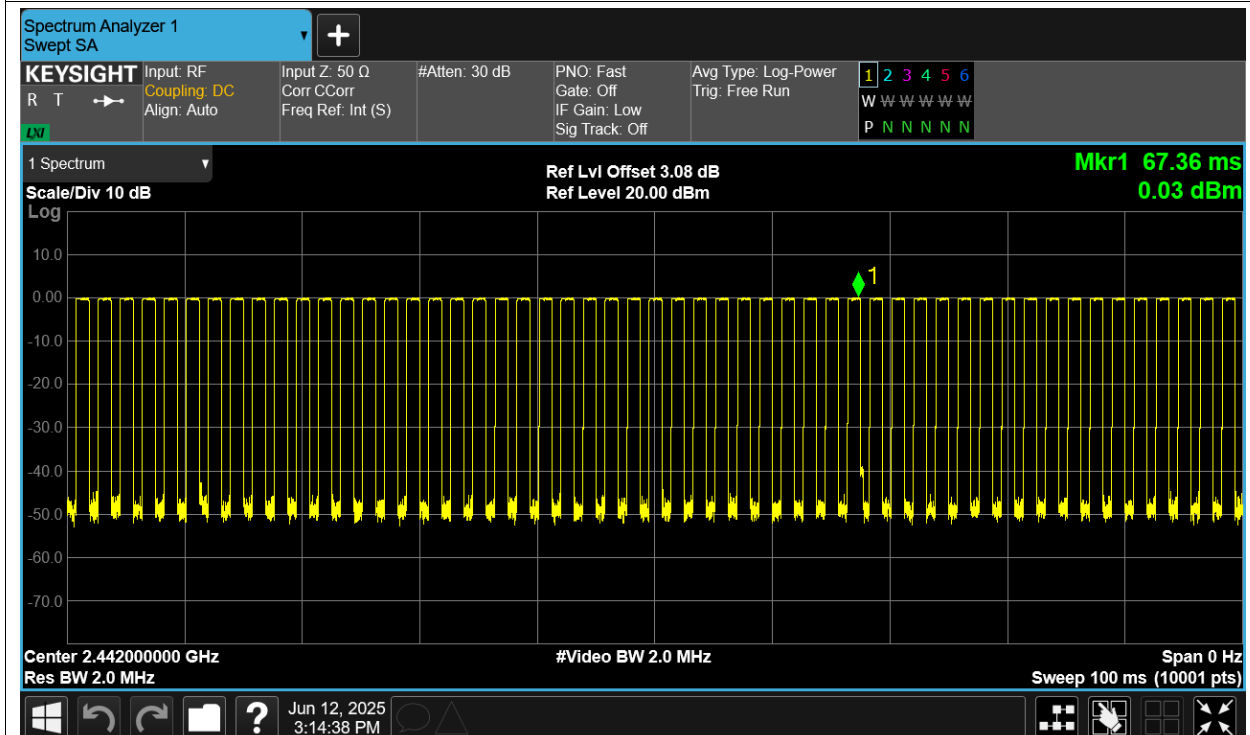 Spectrum Analyzer 1
Swept SA
+
KEYSIGHT
R T
LXI
Input: RF
Coupling: DC
Align: Auto
Input Z: 50 Ω
Corr CCorr
Freq Ref: Int (S)
#Atten: 30 dB
PNO: Fast
Gate: Off
IF Gain: Low
Sig Track: Off
Avg Type: Log-Power
Trig: Free Run
1 2 3 4 5 6
W W W W W W
P N N N N N
1 Spectrum
Scale/Div 10 dB
Log
Ref Lvl Offset 3.08 dB
Ref Level 20.00 dBm
Mkr1 67.36 ms
0.03 dBm
1
10.0
0.00
-10.0
-20.0
-30.0
-40.0
-50.0
-60.0
-70.0
Center 2.442000000 GHz
Res BW 2.0 MHz
#Video BW 2.0 MHz
Span 0 Hz
Sweep 100 ms (10001 pts)
?
Jun 12, 2025
3:14:38 PM